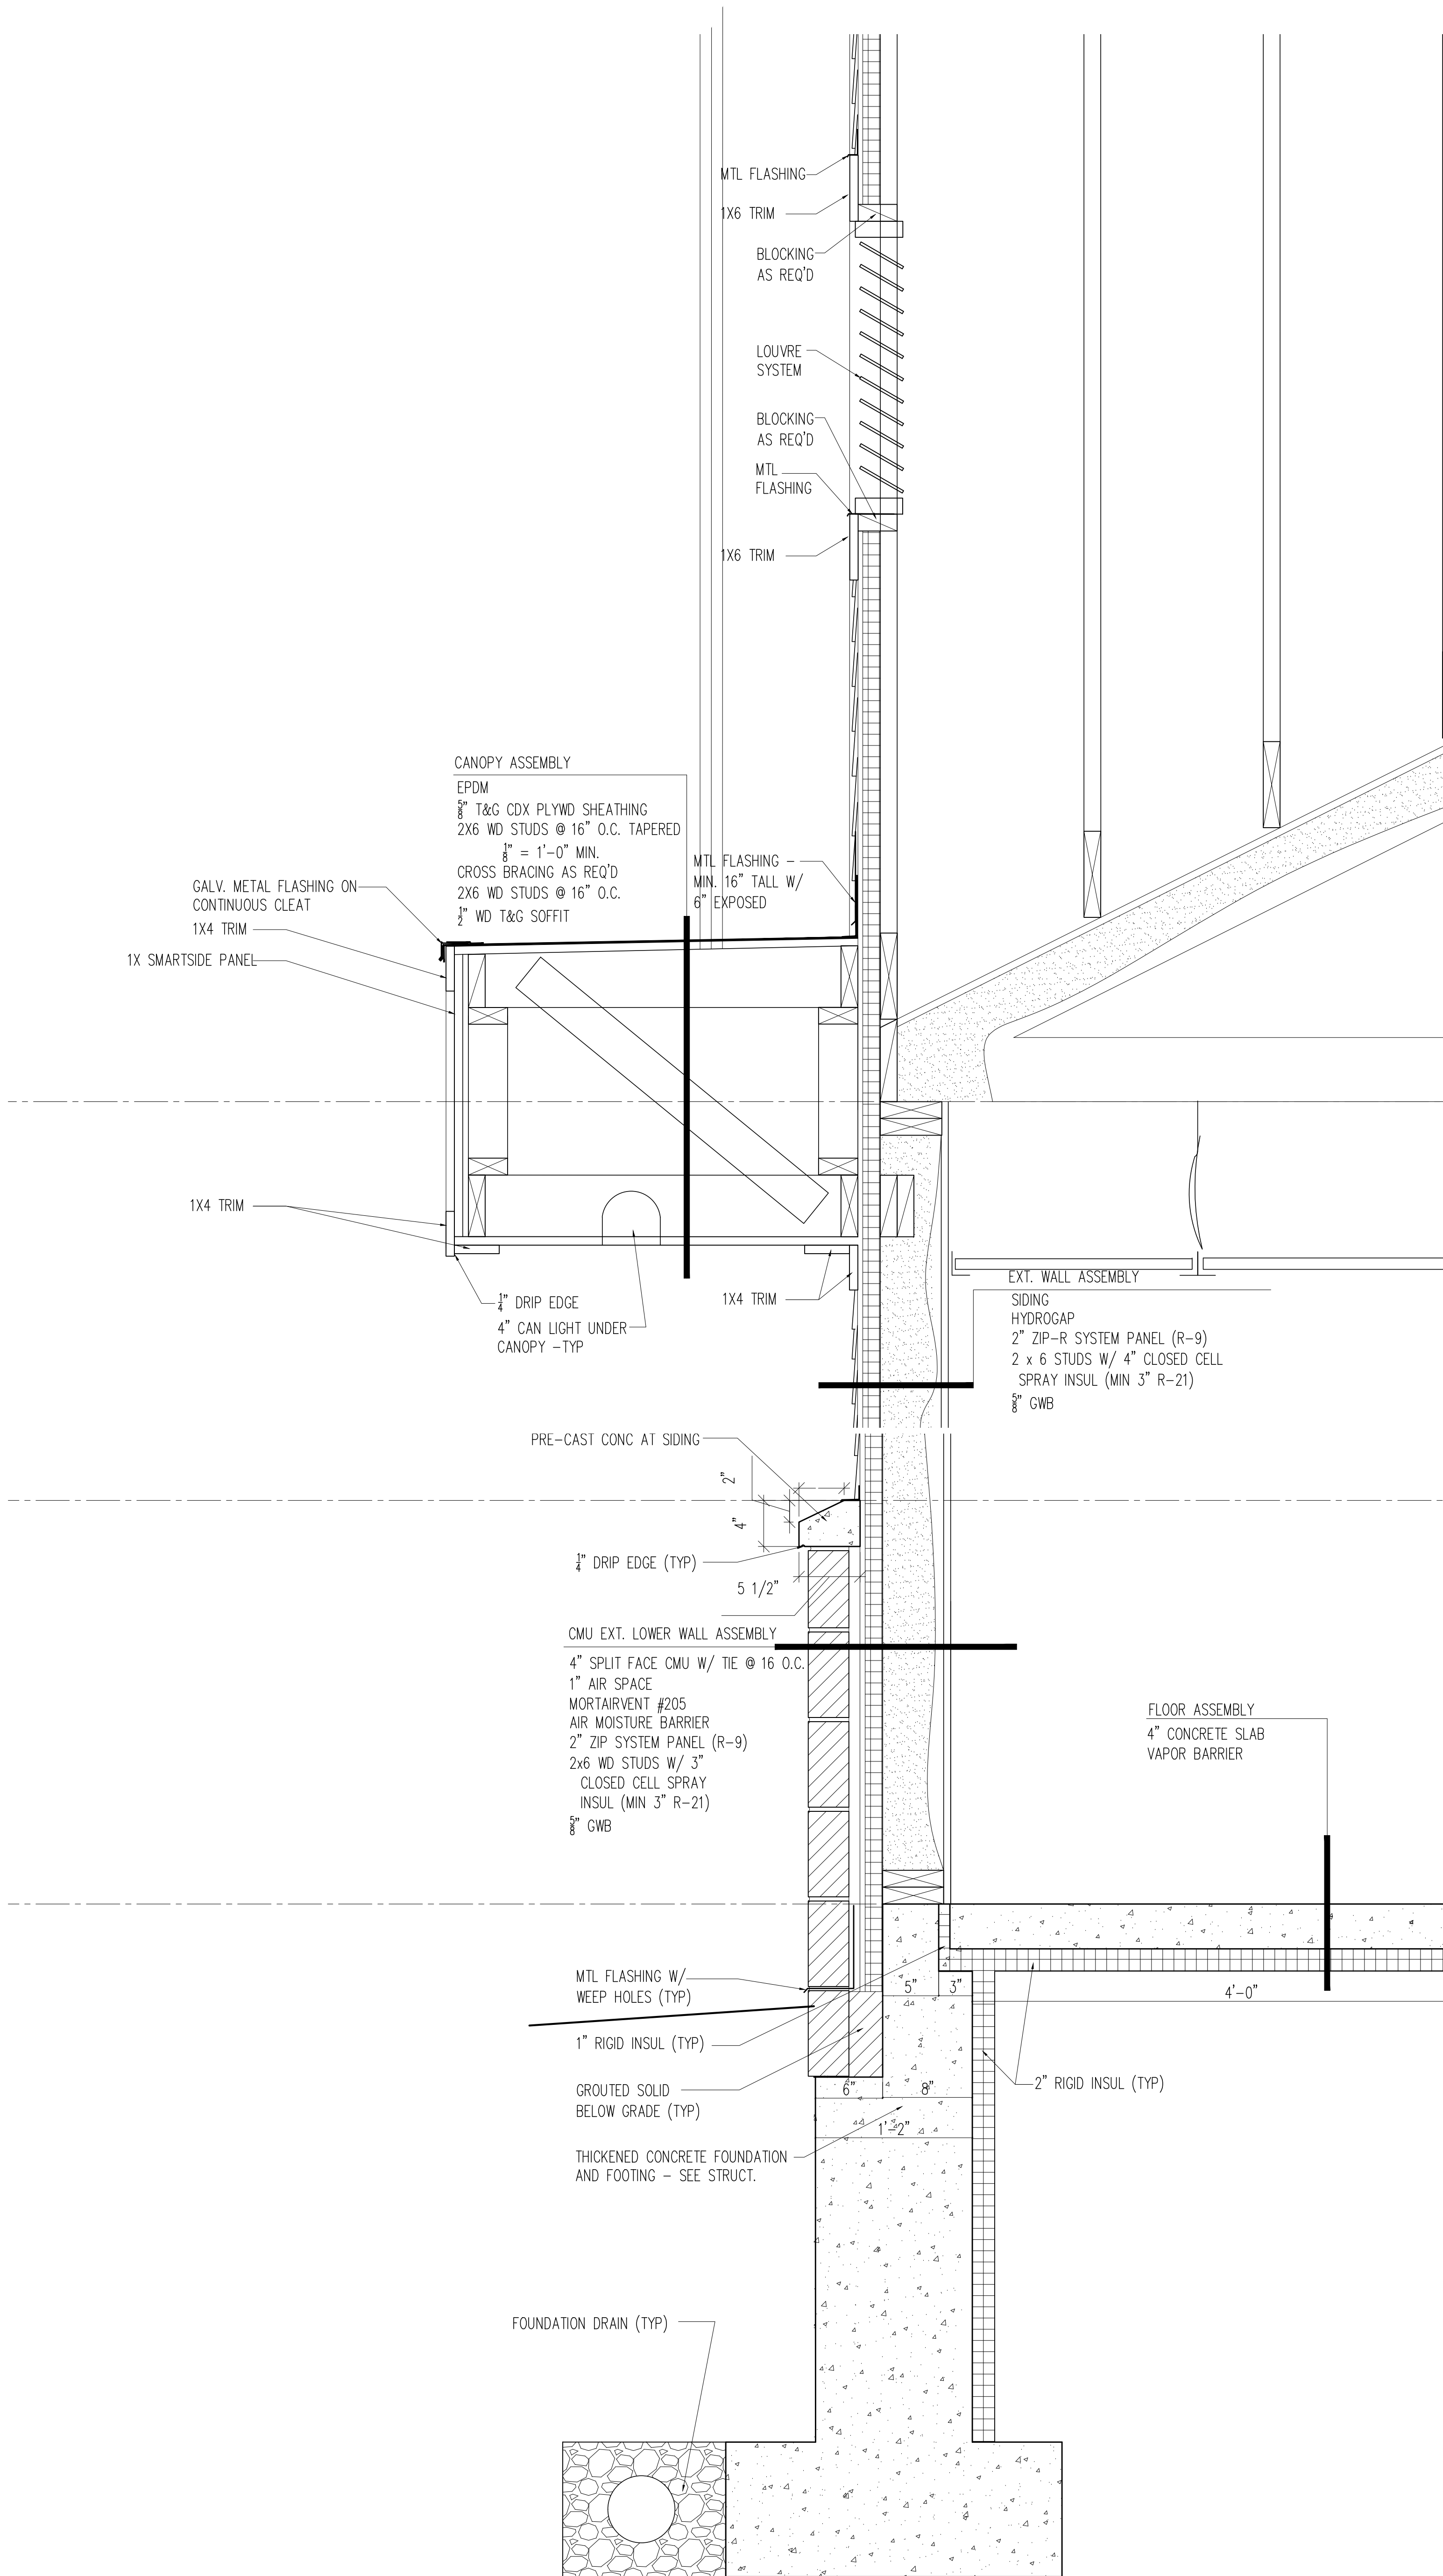 MTL FLASHING
1X6 TRIM
BLOCKING
AS REQ'D
LOUVRE
SYSTEM
BLOCKING
AS REQ'D
MTL
FLASHING
1X6 TRIM
CANOPY ASSEMBLY
EPDM
5/8" T&G CDX PLYWD SHEATHING
2X6 WD STUDS @ 16" O.C. TAPERED
1/8" = 1'-0" MIN.
CROSS BRACING AS REQ'D
2X6 WD STUDS @ 16" O.C.
1/2" WD T&G SOFFIT
MTL FLASHING -
MIN. 16" TALL W/
6" EXPOSED
GALV. METAL FLASHING ON
CONTINUOUS CLEAT
1X4 TRIM
1X SMARTSIDE PANEL
1X4 TRIM
1/4" DRIP EDGE
4" CAN LIGHT UNDER
CANOPY -TYP
1X4 TRIM
EXT. WALL ASSEMBLY
SIDING
HYDROGAP
2" ZIP-R SYSTEM PANEL (R-9)
2 x 6 STUDS W/ 4" CLOSED CELL
SPRAY INSUL (MIN 3" R-21)
5/8" GWB
PRE-CAST CONC AT SIDING
2"
4"
1/4" DRIP EDGE (TYP)
5 1/2"
CMU EXT. LOWER WALL ASSEMBLY
4" SPLIT FACE CMU W/ TIE @ 16 O.C.
1" AIR SPACE
MORTAIRVENT #205
AIR MOISTURE BARRIER
2" ZIP SYSTEM PANEL (R-9)
2x6 WD STUDS W/ 3"
CLOSED CELL SPRAY
INSUL (MIN 3" R-21)
5/8" GWB
FLOOR ASSEMBLY
4" CONCRETE SLAB
VAPOR BARRIER
MTL FLASHING W/
WEEP HOLES (TYP)
5"
3"
4'-0"
1" RIGID INSUL (TYP)
GROUTED SOLID
BELOW GRADE (TYP)
6"
8"
2" RIGID INSUL (TYP)
1'-2"
THICKENED CONCRETE FOUNDATION
AND FOOTING - SEE STRUCT.
FOUNDATION DRAIN (TYP)